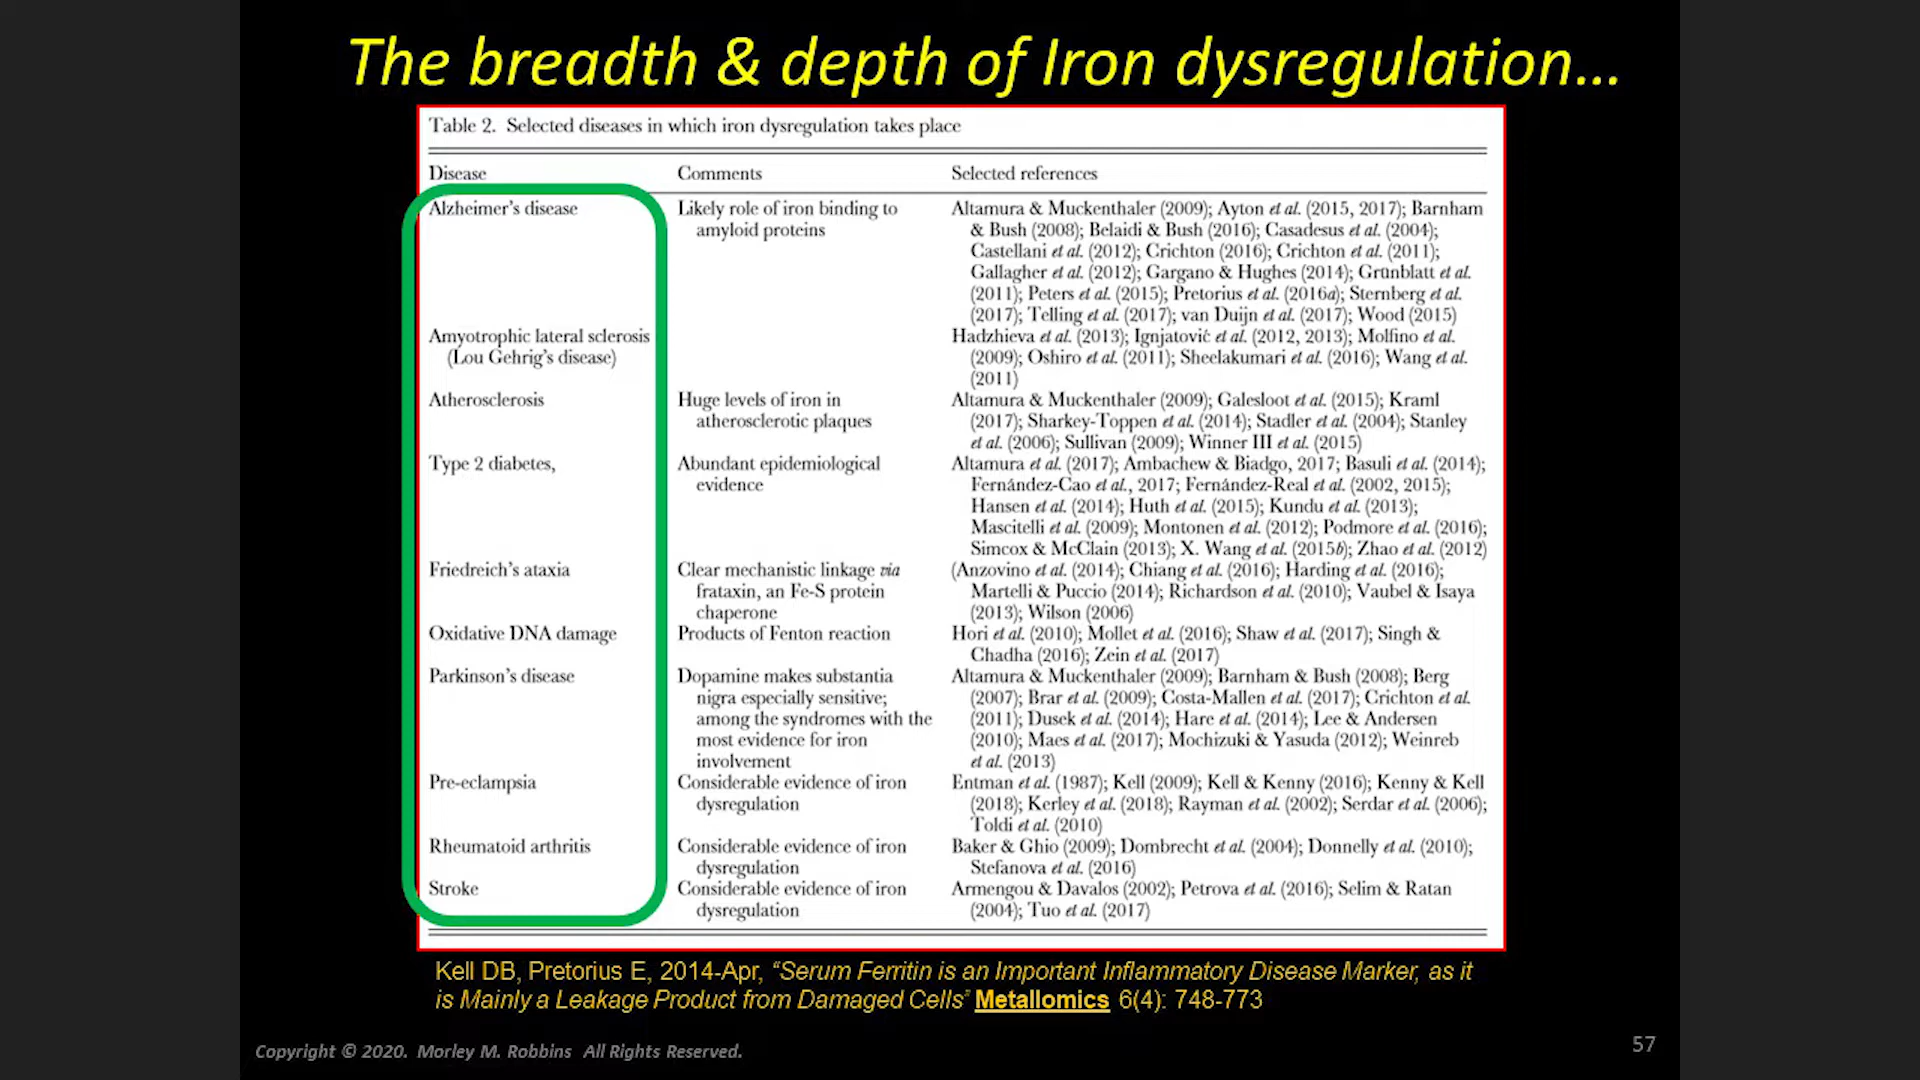 The breadth & depth of Iron dysregulation...
Table 2. Selected diseases in which iron dysregulation takes place
Disease Comments Selected references
Alzheimer's disease Likely role of iron binding to Altamura & Muckenthaler (2009); Ayton et al. (2015, 2017); Barnham
amyloid proteins & Bush (2008); Belaidi & Bush (2016); Casadesus et al. (2004);
Castellani et al. (2012); Crichton (2016); Crichton et al. (2011);
Gallagher et al. (2012); Gargano & Hughes (2014); Grünblatt et al.
(2011); Peters et al. (2015); Pretorius et al. (2016a); Sternberg et al.
(2017); Telling et al. (2017); van Duijn et al. (2017); Wood (2015)
Amyotrophic lateral sclerosis Hadzhieva et al. (2013); Ignjatović et al. (2012, 2013); Molfino et al.
(Lou Gehrig's disease) (2009); Oshiro et al. (2011); Sheelakumari et al. (2016); Wang et al.
(2011)
Atherosclerosis Huge levels of iron in Altamura & Muckenthaler (2009); Galesloot et al. (2015); Kraml
atherosclerotic plaques (2017); Sharkey-Toppen et al. (2014); Stadler et al. (2004); Stanley
et al. (2006); Sullivan (2009); Winner III et al. (2015)
Type 2 diabetes, Abundant epidemiological Altamura et al. (2017); Ambachew & Biadgo, 2017; Basuli et al. (2014);
evidence Fernández-Cao et al., 2017; Fernández-Real et al. (2002, 2015);
Hansen et al. (2014); Huth et al. (2015); Kundu et al. (2013);
Mascitelli et al. (2009); Montonen et al. (2012); Podmore et al. (2016);
Simcox & McClain (2013); X. Wang et al. (2015b); Zhao et al. (2012)
Friedreich's ataxia Clear mechanistic linkage via (Anzovino et al. (2014); Chiang et al. (2016); Harding et al. (2016);
frataxin, an Fe-S protein Martelli & Puccio (2014); Richardson et al. (2010); Vaubel & Isaya
chaperone (2013); Wilson (2006)
Oxidative DNA damage Products of Fenton reaction Hori et al. (2010); Mollet et al. (2016); Shaw et al. (2017); Singh &
Chadha (2016); Zein et al. (2017)
Parkinson's disease Dopamine makes substantia Altamura & Muckenthaler (2009); Barnham & Bush (2008); Berg
nigra especially sensitive; (2007); Brar et al. (2009); Costa-Mallen et al. (2017); Crichton et al.
among the syndromes with the (2011); Dusek et al. (2014); Hare et al. (2014); Lee & Andersen
most evidence for iron (2010); Maes et al. (2017); Mochizuki & Yasuda (2012); Weinreb
involvement et al. (2013)
Pre-eclampsia Considerable evidence of iron Entman et al. (1987); Kell (2009); Kell & Kenny (2016); Kenny & Kell
dysregulation (2018); Kerley et al. (2018); Rayman et al. (2002); Serdar et al. (2006);
Toldi et al. (2010)
Rheumatoid arthritis Considerable evidence of iron Baker & Ghio (2009); Dombrecht et al. (2004); Donnelly et al. (2010);
dysregulation Stefanova et al. (2016)
Stroke Considerable evidence of iron Armengou & Davalos (2002); Petrova et al. (2016); Selim & Ratan
dysregulation (2004); Tuo et al. (2017)
Kell DB, Pretorius E, 2014-Apr, "Serum Ferritin is an Important Inflammatory Disease Marker, as it
is Mainly a Leakage Product from Damaged Cells" Metallomics 6(4): 748-773
Copyright © 2020. Morley M. Robbins All Rights Reserved.
57